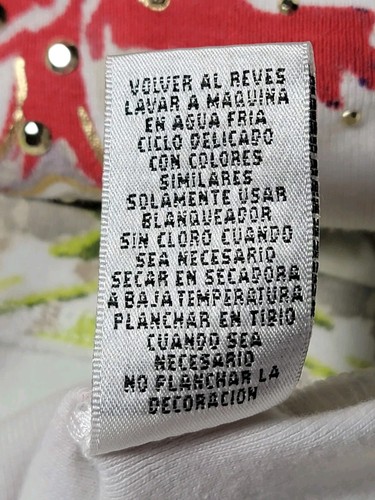 VOLVER AL REVES
LAVAR A MAQUINA
EN AGUA FRIA
CICLO DELICADO
CON COLORES
SIMILARES
SOLAMENTE USAR
BLANQUEADOR
SIN CLORO CUANDO
SEA NECESARIO
SECAR EN SECADORA
A BAJA TEMPERATURA
PLANCHAR EN TIBIO
CUANDO SEA
NECESARIO
NO PLANCHAR LA
DECORACION